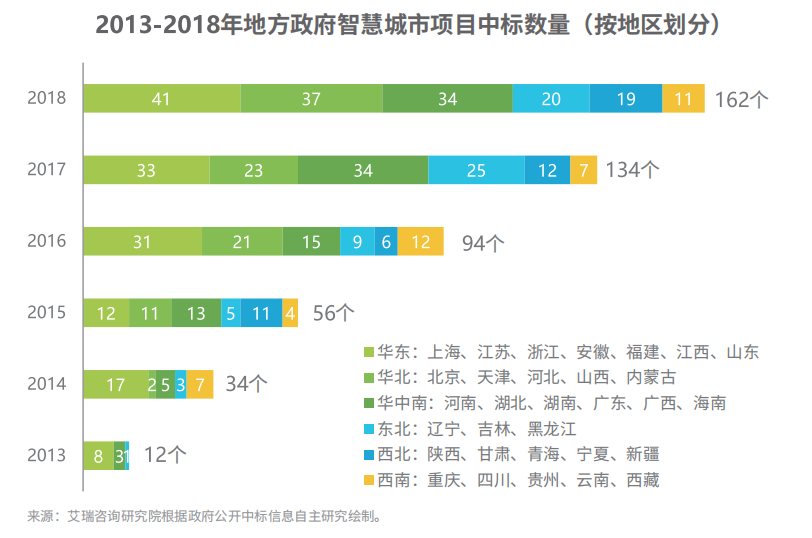 2013-2018年地方政府智慧城市项目中标数量（按地区划分）
2018 41 37 34 20 19 11 162个
2017 33 23 34 25 12 7 134个
2016 31 21 15 9 6 12 94个
2015 12 11 13 5 11 4 56个
2014 17 2 5 3 7 34个
2013 8 3 1 12个
华东：上海、江苏、浙江、安徽、福建、江西、山东
华北：北京、天津、河北、山西、内蒙古
华中南：河南、湖北、湖南、广东、广西、海南
东北：辽宁、吉林、黑龙江
西北：陕西、甘肃、青海、宁夏、新疆
西南：重庆、四川、贵州、云南、西藏
来源：艾瑞咨询研究院根据政府公开中标信息自主研究绘制。